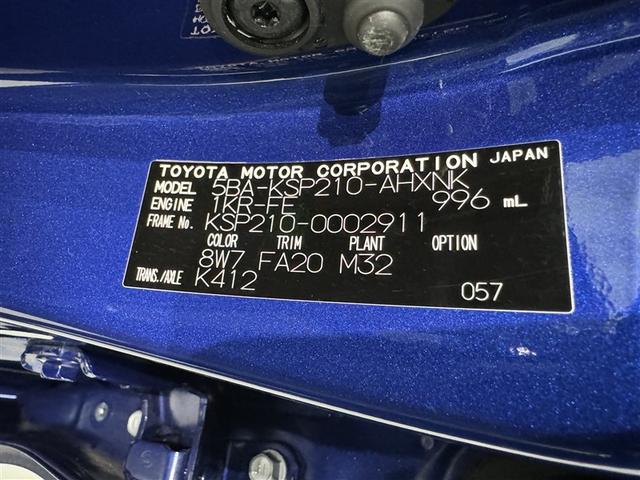 TOYOTA MOTOR CORPORATION JAPAN
MODEL 5BA-KSP210-AHXNK
ENGINE 1KR-FE 996 mL
FRAME No. KSP210-0002911
COLOR TRIM PLANT OPTION
8W7 FA20 M32
TRANS./AXLE K412
057